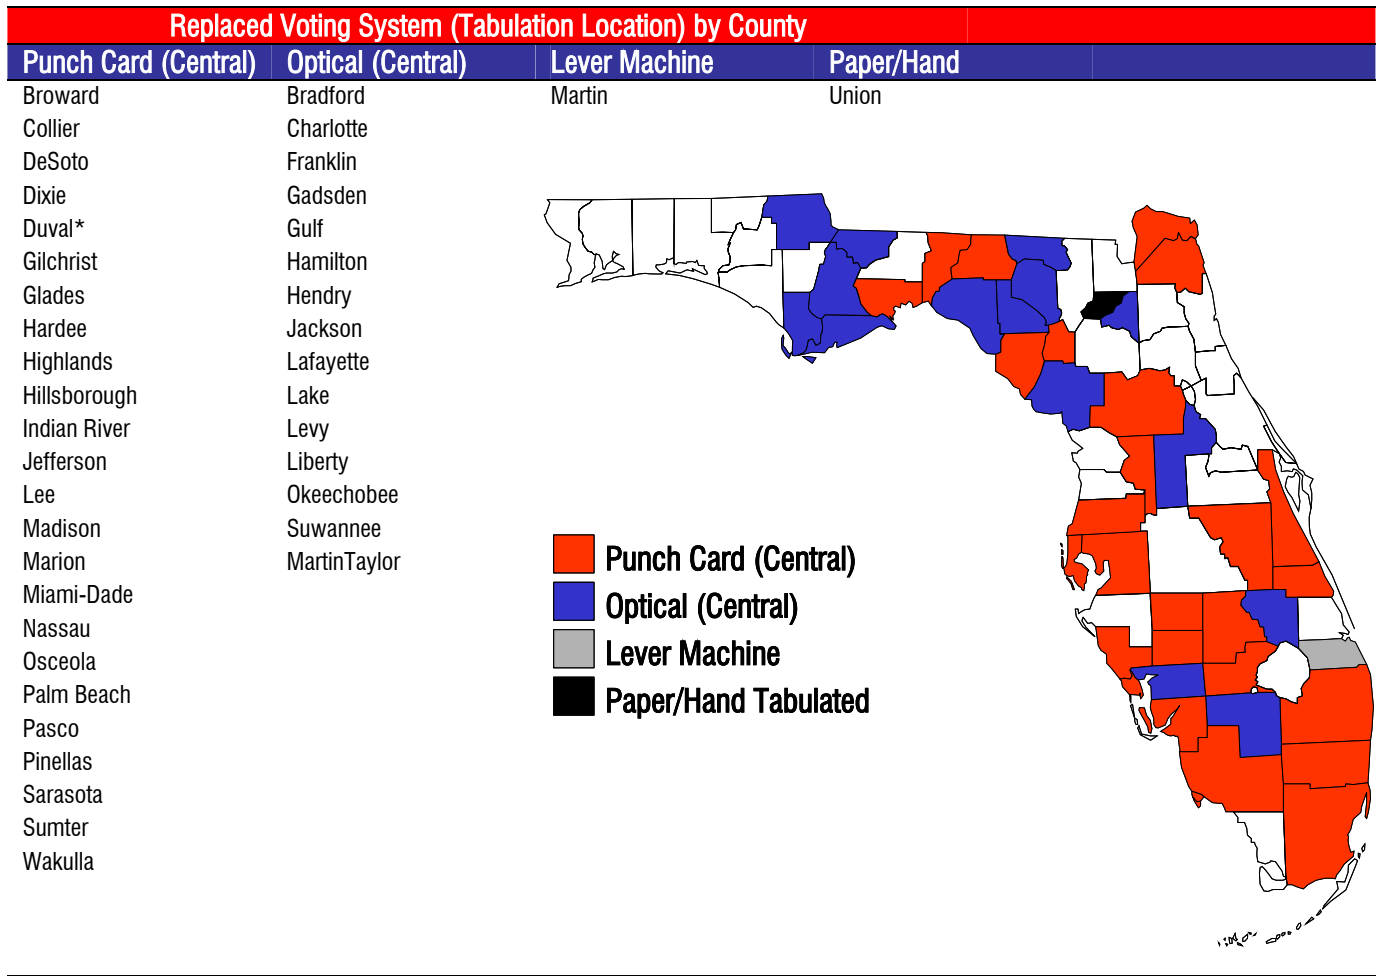 Replaced Voting System (Tabulation Location) by County
Punch Card (Central) Optical (Central) Lever Machine Paper/Hand
Broward Bradford Martin Union
Collier Charlotte
DeSoto Franklin
Dixie Gadsden
Duval* Gulf
Gilchrist Hamilton
Glades Hendry
Hardee Jackson
Highlands Lafayette
Hillsborough Lake
Indian River Levy
Jefferson Liberty
Lee Okeechobee
Madison Suwannee
Marion MartinTaylor
Miami-Dade
Nassau
Osceola
Palm Beach
Pasco
Pinellas
Sarasota
Sumter
Wakulla
Punch Card (Central)
Optical (Central)
Lever Machine
Paper/Hand Tabulated